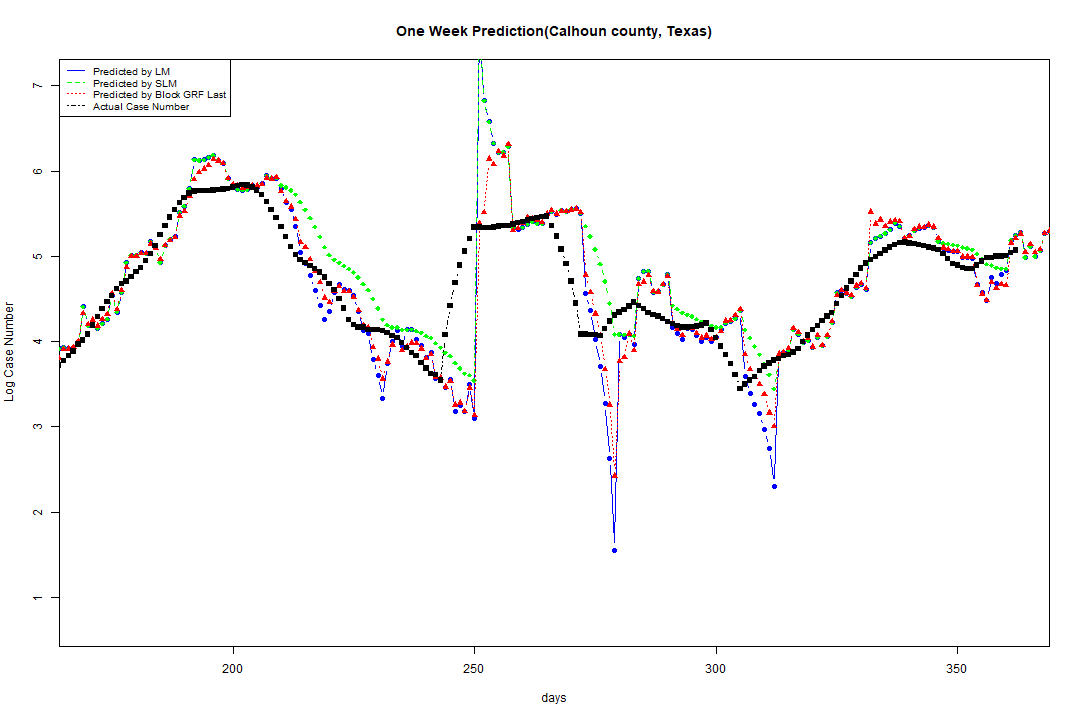 One Week Prediction(Calhoun county, Texas)
Predicted by LM
Predicted by SLM
Predicted by Block GRF Last
Actual Case Number
7
6
5
4
3
2
1
Log Case Number
200 250 300 350
days